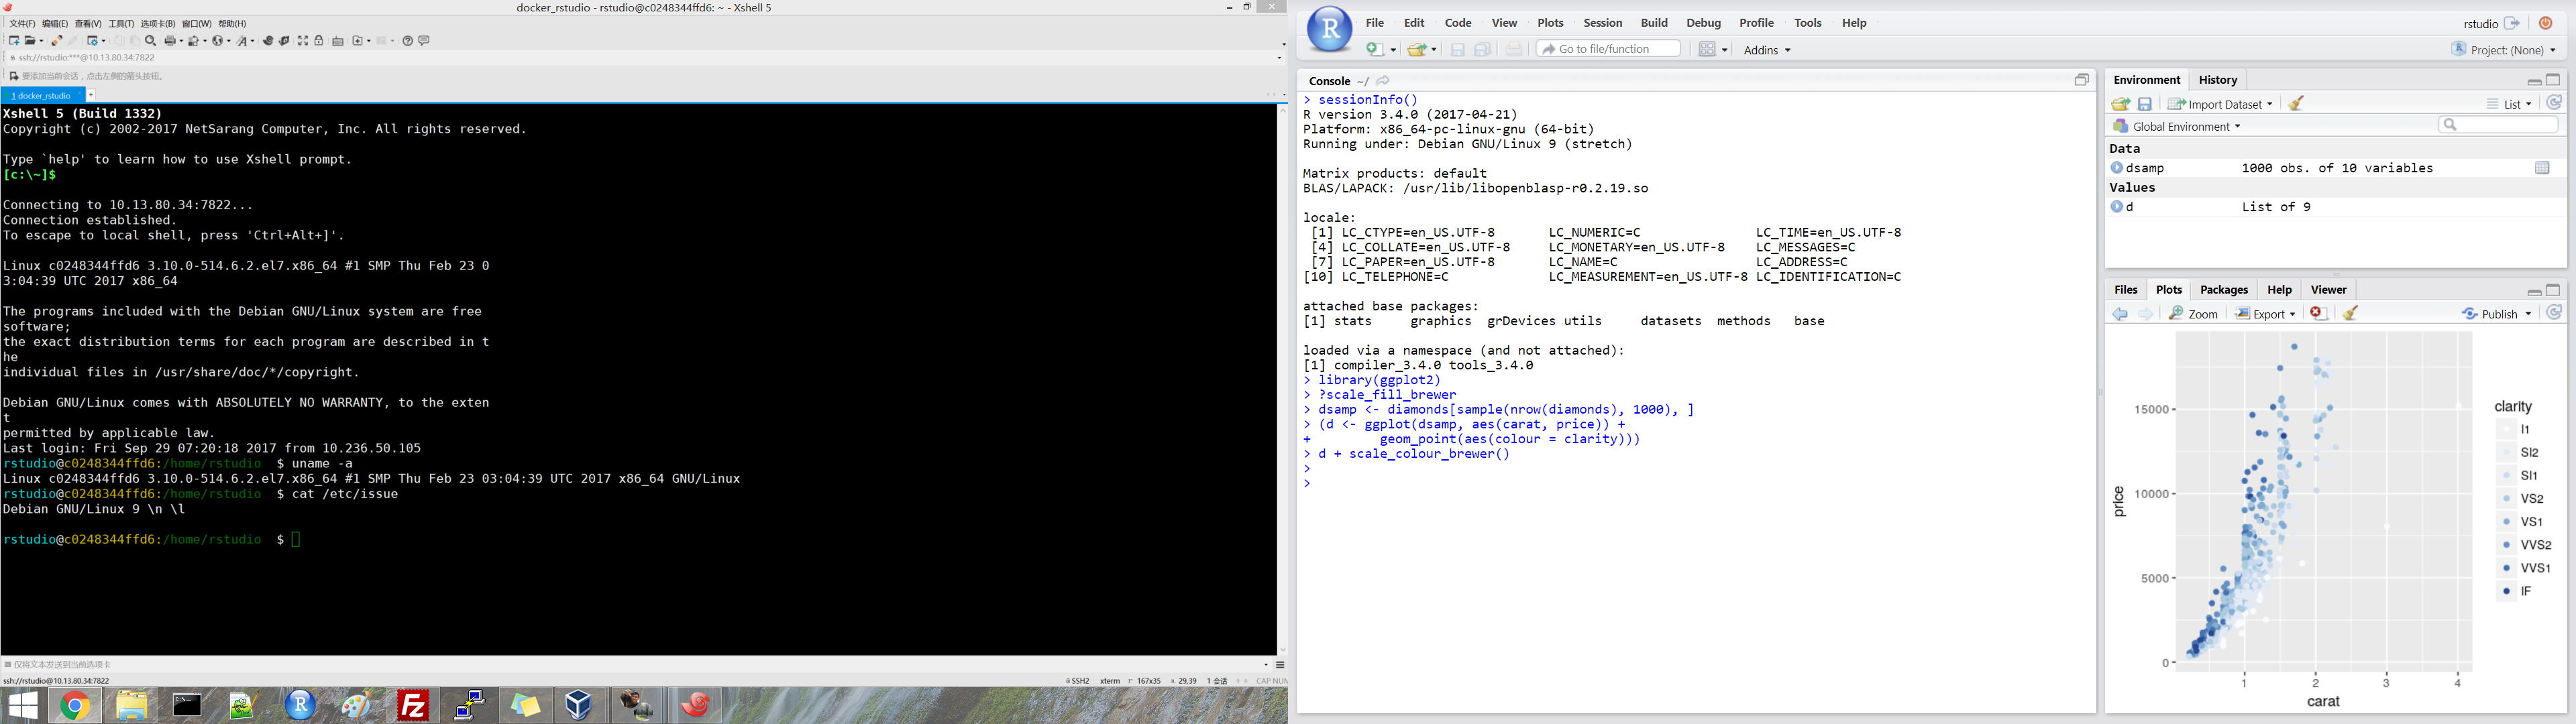 docker_rstudio - rstudio@c0248344ffd6: ~ - Xshell 5
文件(F) 编辑(E) 查看(V) 工具(T) 选项卡(B) 窗口(W) 帮助(H)
ssh://rstudio:***@10.13.80.34:7822
要添加当前会话，点击左侧的箭头按钮。
1 docker_rstudio
Xshell 5 (Build 1332)
Copyright (c) 2002-2017 NetSarang Computer, Inc. All rights reserved.
Type `help' to learn how to use Xshell prompt.
[c:\~]$
Connecting to 10.13.80.34:7822...
Connection established.
To escape to local shell, press 'Ctrl+Alt+]'.
Linux c0248344ffd6 3.10.0-514.6.2.el7.x86_64 #1 SMP Thu Feb 23 0
3:04:39 UTC 2017 x86_64
The programs included with the Debian GNU/Linux system are free
software;
the exact distribution terms for each program are described in t
he
individual files in /usr/share/doc/*/copyright.
Debian GNU/Linux comes with ABSOLUTELY NO WARRANTY, to the exten
t
permitted by applicable law.
Last login: Fri Sep 29 07:20:18 2017 from 10.236.50.105
rstudio@c0248344ffd6:/home/rstudio $ uname -a
Linux c0248344ffd6 3.10.0-514.6.2.el7.x86_64 #1 SMP Thu Feb 23 03:04:39 UTC 2017 x86_64 GNU/Linux
rstudio@c0248344ffd6:/home/rstudio $ cat /etc/issue
Debian GNU/Linux 9 \n \l
rstudio@c0248344ffd6:/home/rstudio $
仅将文本发送到当前选项卡
ssh://rstudio@10.13.80.34:7822 SSH2 xterm 167x35 29,39 1 会话 CAP NUM
R Fz
R File Edit Code View Plots Session Build Debug Profile Tools Help rstudio
Go to file/function Addins Project: (None)
Console ~/
> sessionInfo()
R version 3.4.0 (2017-04-21)
Platform: x86_64-pc-linux-gnu (64-bit)
Running under: Debian GNU/Linux 9 (stretch)
Matrix products: default
BLAS/LAPACK: /usr/lib/libopenblasp-r0.2.19.so
locale:
[1] LC_CTYPE=en_US.UTF-8 LC_NUMERIC=C LC_TIME=en_US.UTF-8
[4] LC_COLLATE=en_US.UTF-8 LC_MONETARY=en_US.UTF-8 LC_MESSAGES=C
[7] LC_PAPER=en_US.UTF-8 LC_NAME=C LC_ADDRESS=C
[10] LC_TELEPHONE=C LC_MEASUREMENT=en_US.UTF-8 LC_IDENTIFICATION=C
attached base packages:
[1] stats graphics grDevices utils datasets methods base
loaded via a namespace (and not attached):
[1] compiler_3.4.0 tools_3.4.0
> library(ggplot2)
> ?scale_fill_brewer
> dsamp <- diamonds[sample(nrow(diamonds), 1000), ]
> (d <- ggplot(dsamp, aes(carat, price)) +
+ geom_point(aes(colour = clarity)))
> d + scale_colour_brewer()
>
>
Environment History
Import Dataset List
Global Environment
Data
dsamp 1000 obs. of 10 variables
Values
d List of 9
Files Plots Packages Help Viewer
Zoom Export Publish
price
15000
10000
5000
0
1 2 3 4
carat
clarity
I1
SI2
SI1
VS2
VS1
VVS2
VVS1
IF